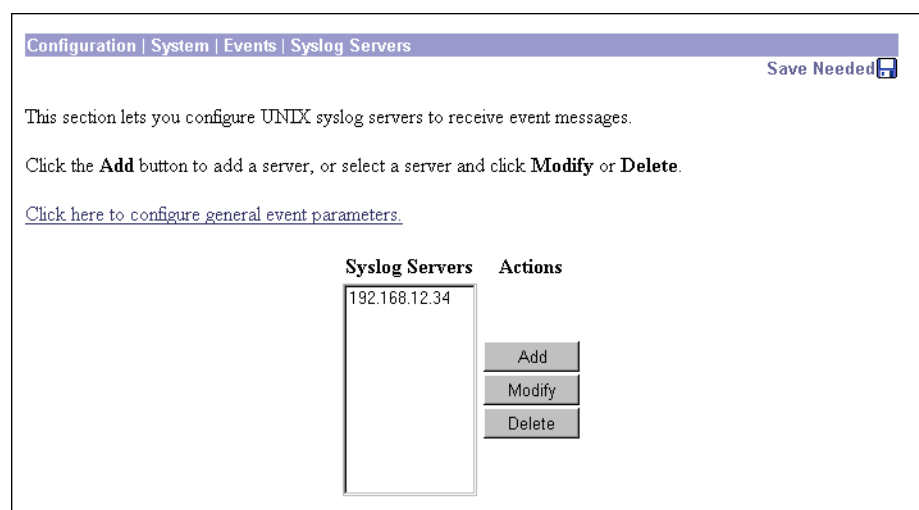 Configuration | System | Events | Syslog Servers
Save Needed
This section lets you configure UNIX syslog servers to receive event messages.
Click the Add button to add a server, or select a server and click Modify or Delete.
Click here to configure general event parameters.
Syslog Servers Actions
192.168.12.34
Add
Modify
Delete